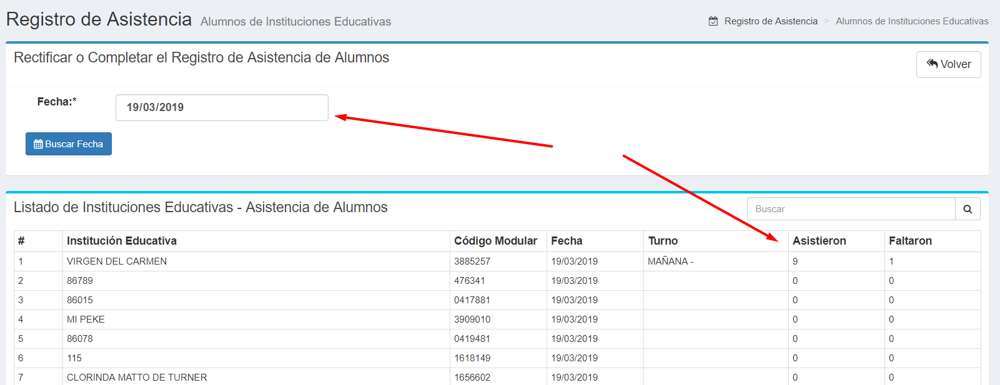 Registro de Asistencia Alumnos de Instituciones Educativas
Registro de Asistencia > Alumnos de Instituciones Educativas
Rectificar o Completar el Registro de Asistencia de Alumnos
Volver
Fecha:*
19/03/2019
Buscar Fecha
Listado de Instituciones Educativas - Asistencia de Alumnos
Buscar
# Institución Educativa Código Modular Fecha Turno Asistieron Faltaron
1 VIRGEN DEL CARMEN 3885257 19/03/2019 MAÑANA - 9 1
2 86789 476341 19/03/2019 0 0
3 86015 0417881 19/03/2019 0 0
4 MI PEKE 3909010 19/03/2019 0 0
5 86078 0419481 19/03/2019 0 0
6 115 1618149 19/03/2019 0 0
7 CLORINDA MATTO DE TURNER 1656602 19/03/2019 0 0